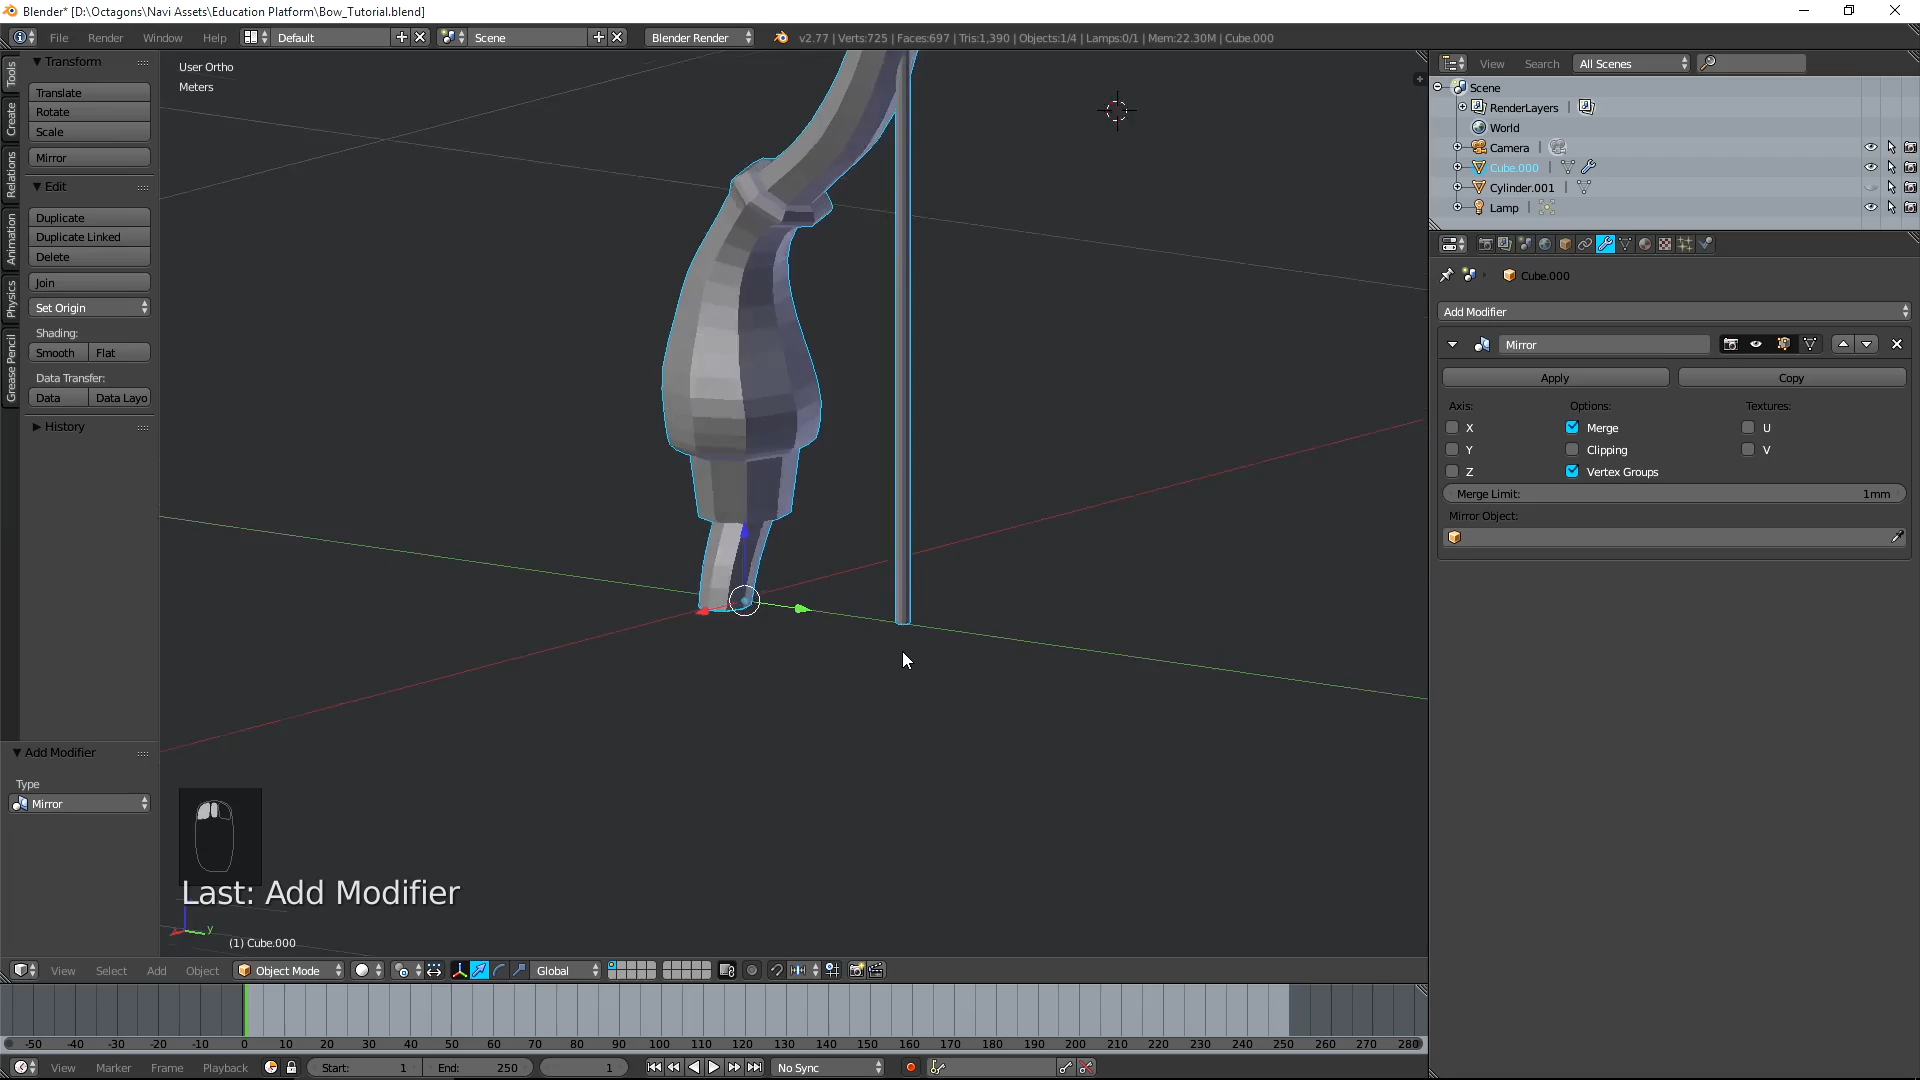 Blender* [D:\Octagons\Navi Assets\Education Platform\Bow_Tutorial.blend]
File Render Window Help Default Scene Blender Render v2.77 | Verts:725 | Faces:697 | Tris:1,390 | Objects:1/4 | Lamps:0/1 | Mem:22.30M | Cube.000
Tools
Create
Relations
Animation
Physics
Grease Pencil
Transform
Translate
Rotate
Scale
Mirror
Edit
Duplicate
Duplicate Linked
Delete
Join
Set Origin
Shading:
Smooth Flat
Data Transfer:
Data Data Layo
History
Add Modifier
Type
Mirror
User Ortho
Meters
Last: Add Modifier
y
(1) Cube.000
View Select Add Object Object Mode Global
-50 -40 -30 -20 -10 0 10 20 30 40 50 60 70 80 90 100 110 120 130 140 150 160 170 180 190 200 210 220 230 240 250 260 270 280
View Marker Frame Playback Start: 1 End: 250 1 No Sync
View Search All Scenes
Scene
RenderLayers
World
Camera
Cube.000
Cylinder.001
Lamp
Cube.000
Add Modifier
Mirror
Apply Copy
Axis: Options: Textures:
X Merge U
Y Clipping V
Z Vertex Groups
Merge Limit: 1mm
Mirror Object: